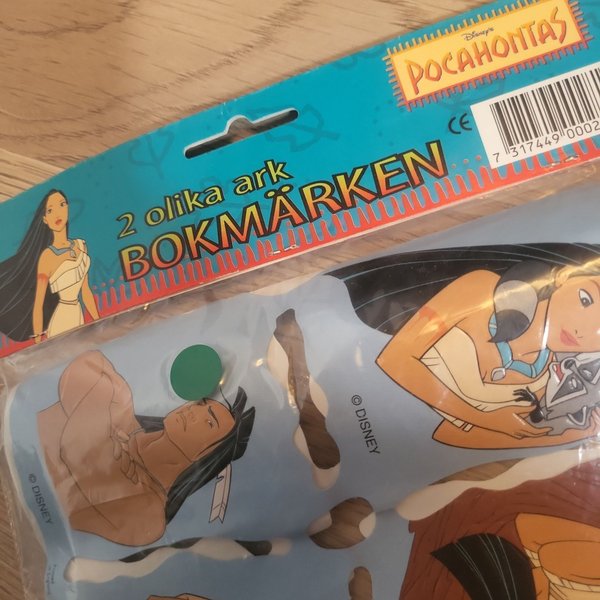 Disney's
POCAHONTAS
CE
7 317449 0002
2 olika ark
BOKMÄRKEN
© DISNEY
© DISNEY